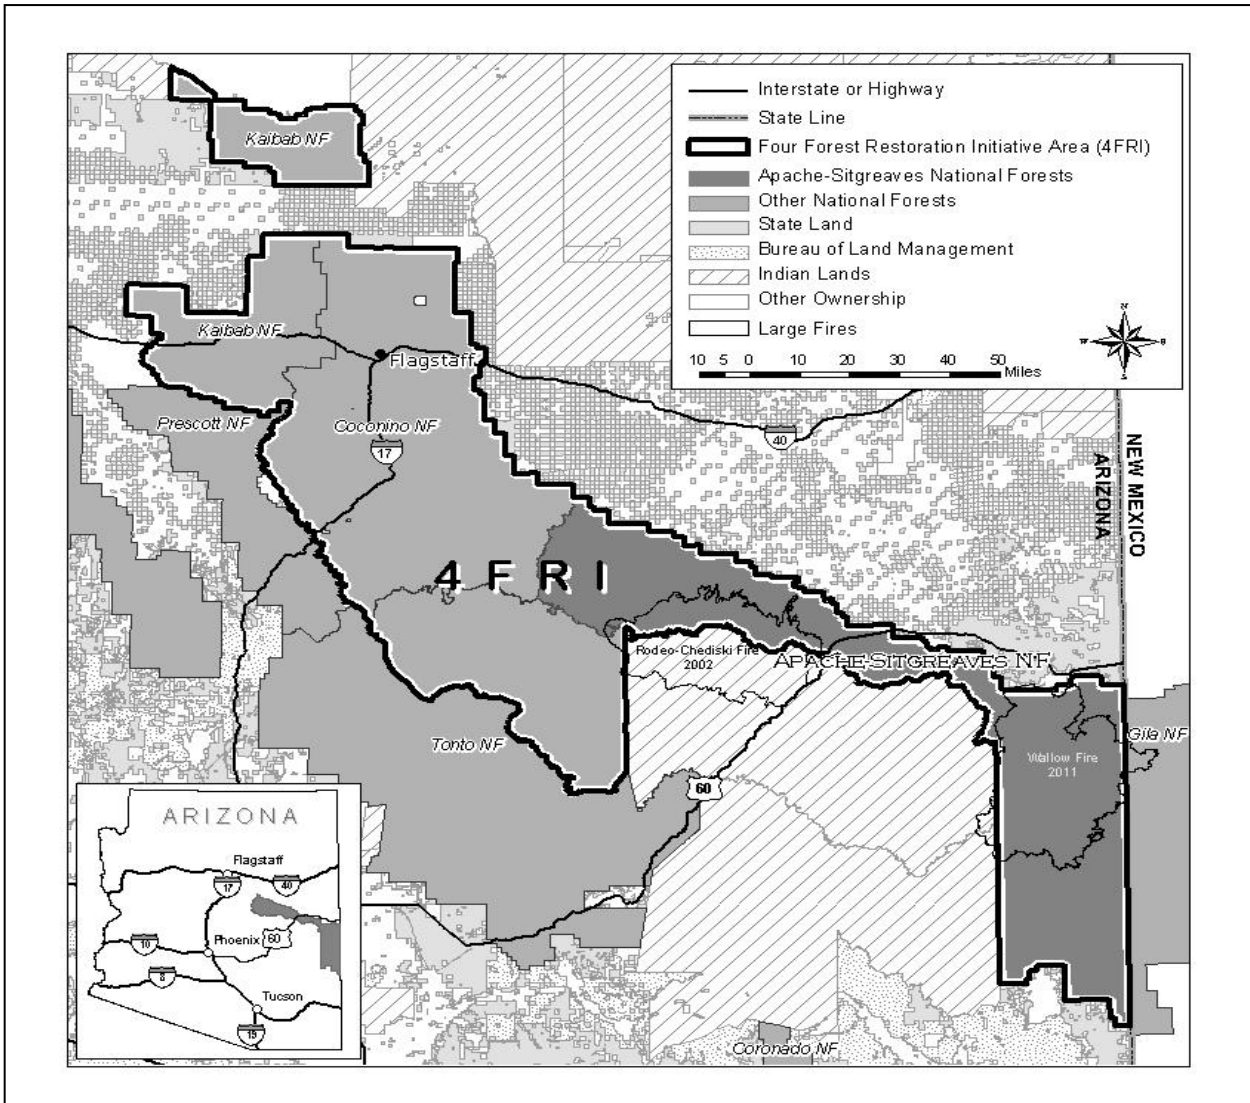 Interstate or Highway
State Line
Four Forest Restoration Initiative Area (4FRI)
Apache-Sitgreaves National Forests
Other National Forests
State Land
Bureau of Land Management
Indian Lands
Other Ownership
Large Fires
10 5 0 10 20 30 40 50
Miles
N
W E
S
Kaibab NF
Kaibab NF
Flagstaff
Prescott NF
Coconino NF
17
40
NEW MEXICO
ARIZONA
4FRI
Rodeo-Chediski Fire
2002
APACHE-SITGREAVES NF
Tonto NF
Gila NF
Wallow Fire
2011
60
Coronado NF
ARIZONA
Flagstaff
17
40
10
Phoenix
60
8
Tucson
19